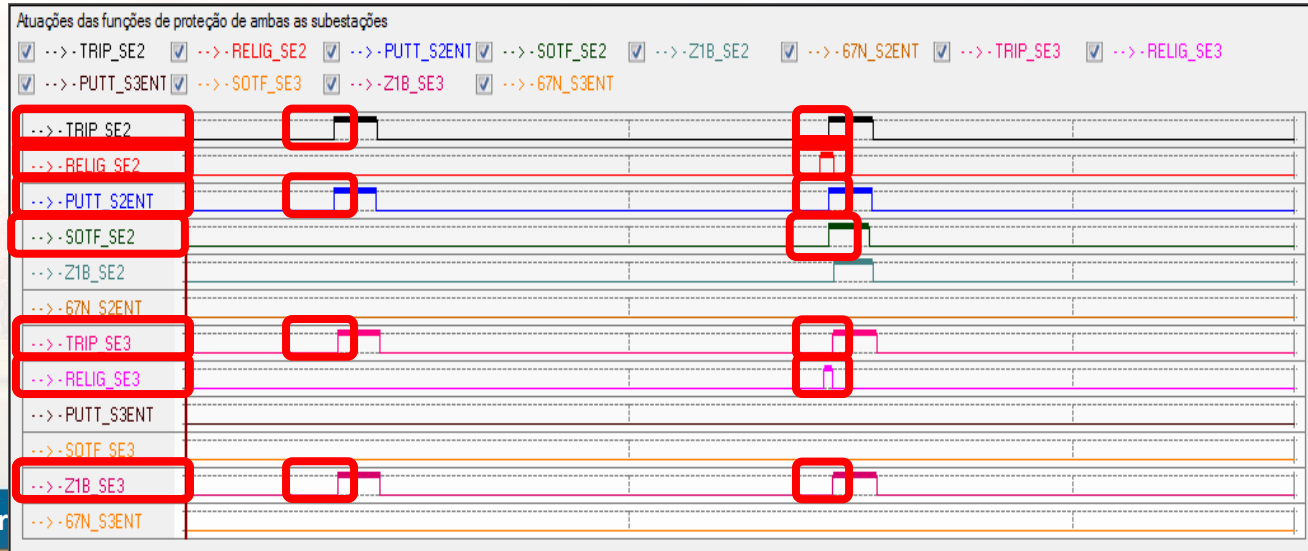 Atuações das funções de proteção de ambas as subestações
-->-TRIP_SE2 -->-RELIG_SE2 -->-PUTT_S2ENT -->-SOTF_SE2 -->-Z1B_SE2 -->-67N_S2ENT -->-TRIP_SE3 -->-RELIG_SE3
-->-PUTT_S3ENT -->-SOTF_SE3 -->-Z1B_SE3 -->-67N_S3ENT
-->-TRIP_SE2
-->-RELIG_SE2
-->-PUTT_S2ENT
-->-SOTF_SE2
-->-Z1B_SE2
-->-67N_S2ENT
-->-TRIP_SE3
-->-RELIG_SE3
-->-PUTT_S3ENT
-->-SOTF_SE3
-->-Z1B_SE3
r
-->-67N_S3ENT